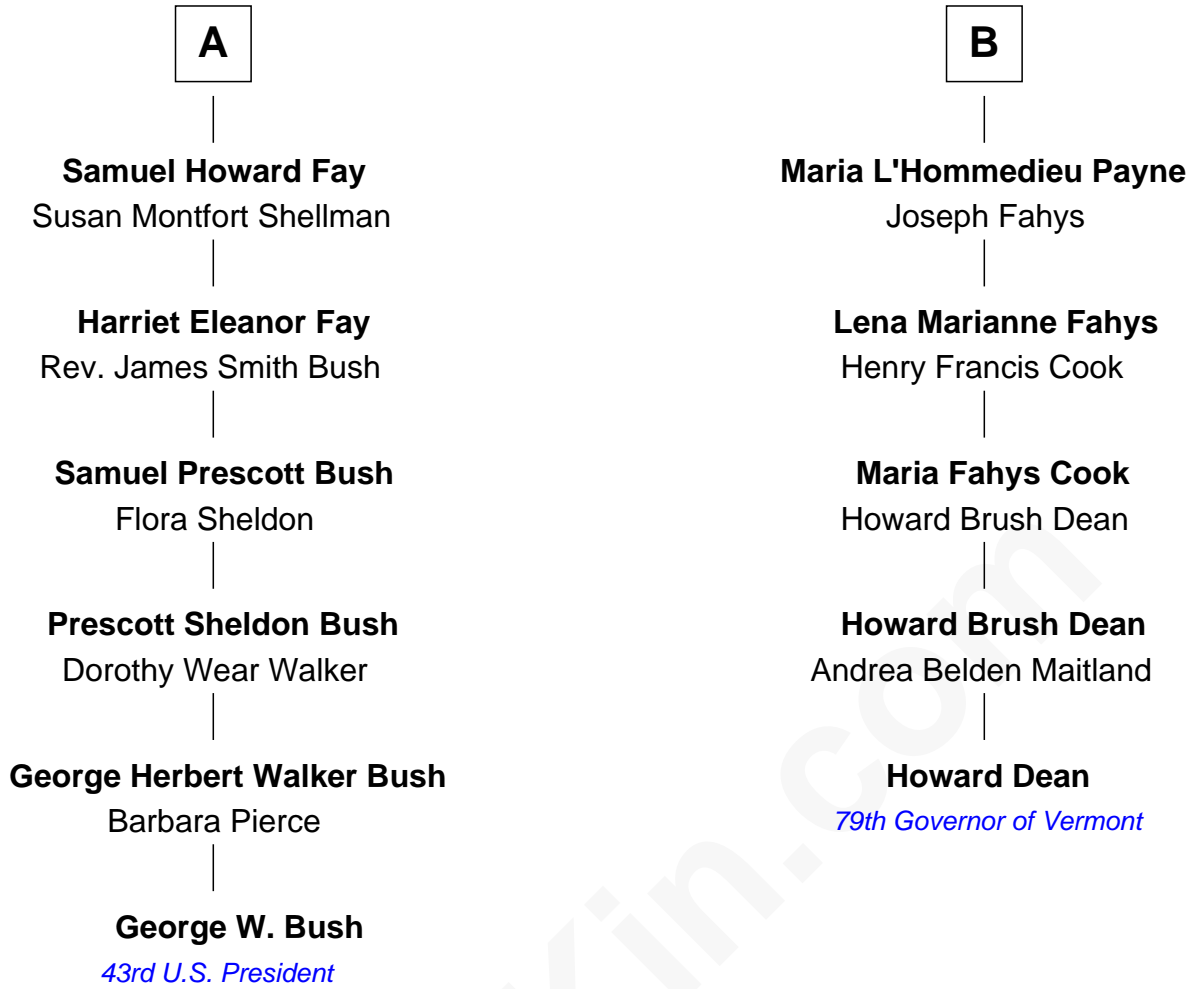 A
Samuel Howard Fay
Susan Montfort Shellman
Harriet Eleanor Fay
Rev. James Smith Bush
Samuel Prescott Bush
Flora Sheldon
Prescott Sheldon Bush
Dorothy Wear Walker
George Herbert Walker Bush
Barbara Pierce
George W. Bush
43rd U.S. President
B
Maria L'Hommedieu Payne
Joseph Fahys
Lena Marianne Fahys
Henry Francis Cook
Maria Fahys Cook
Howard Brush Dean
Howard Brush Dean
Andrea Belden Maitland
Howard Dean
79th Governor of Vermont
Kin.com